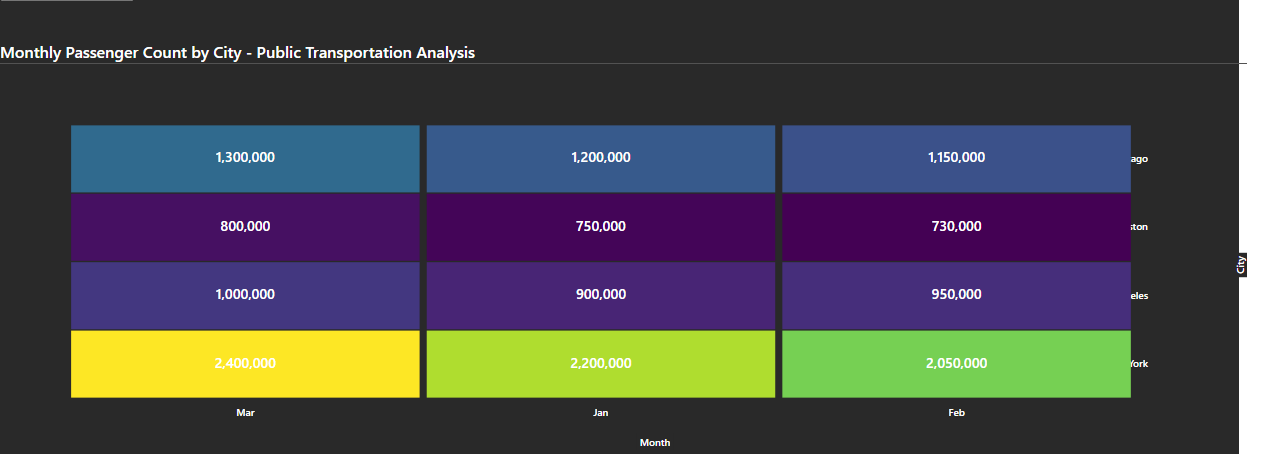 Monthly Passenger Count by City - Public Transportation Analysis
1,300,000 1,200,000 1,150,000 ago
800,000 750,000 730,000 ston
1,000,000 900,000 950,000 eles
2,400,000 2,200,000 2,050,000 York
Mar Jan Feb
Month
City